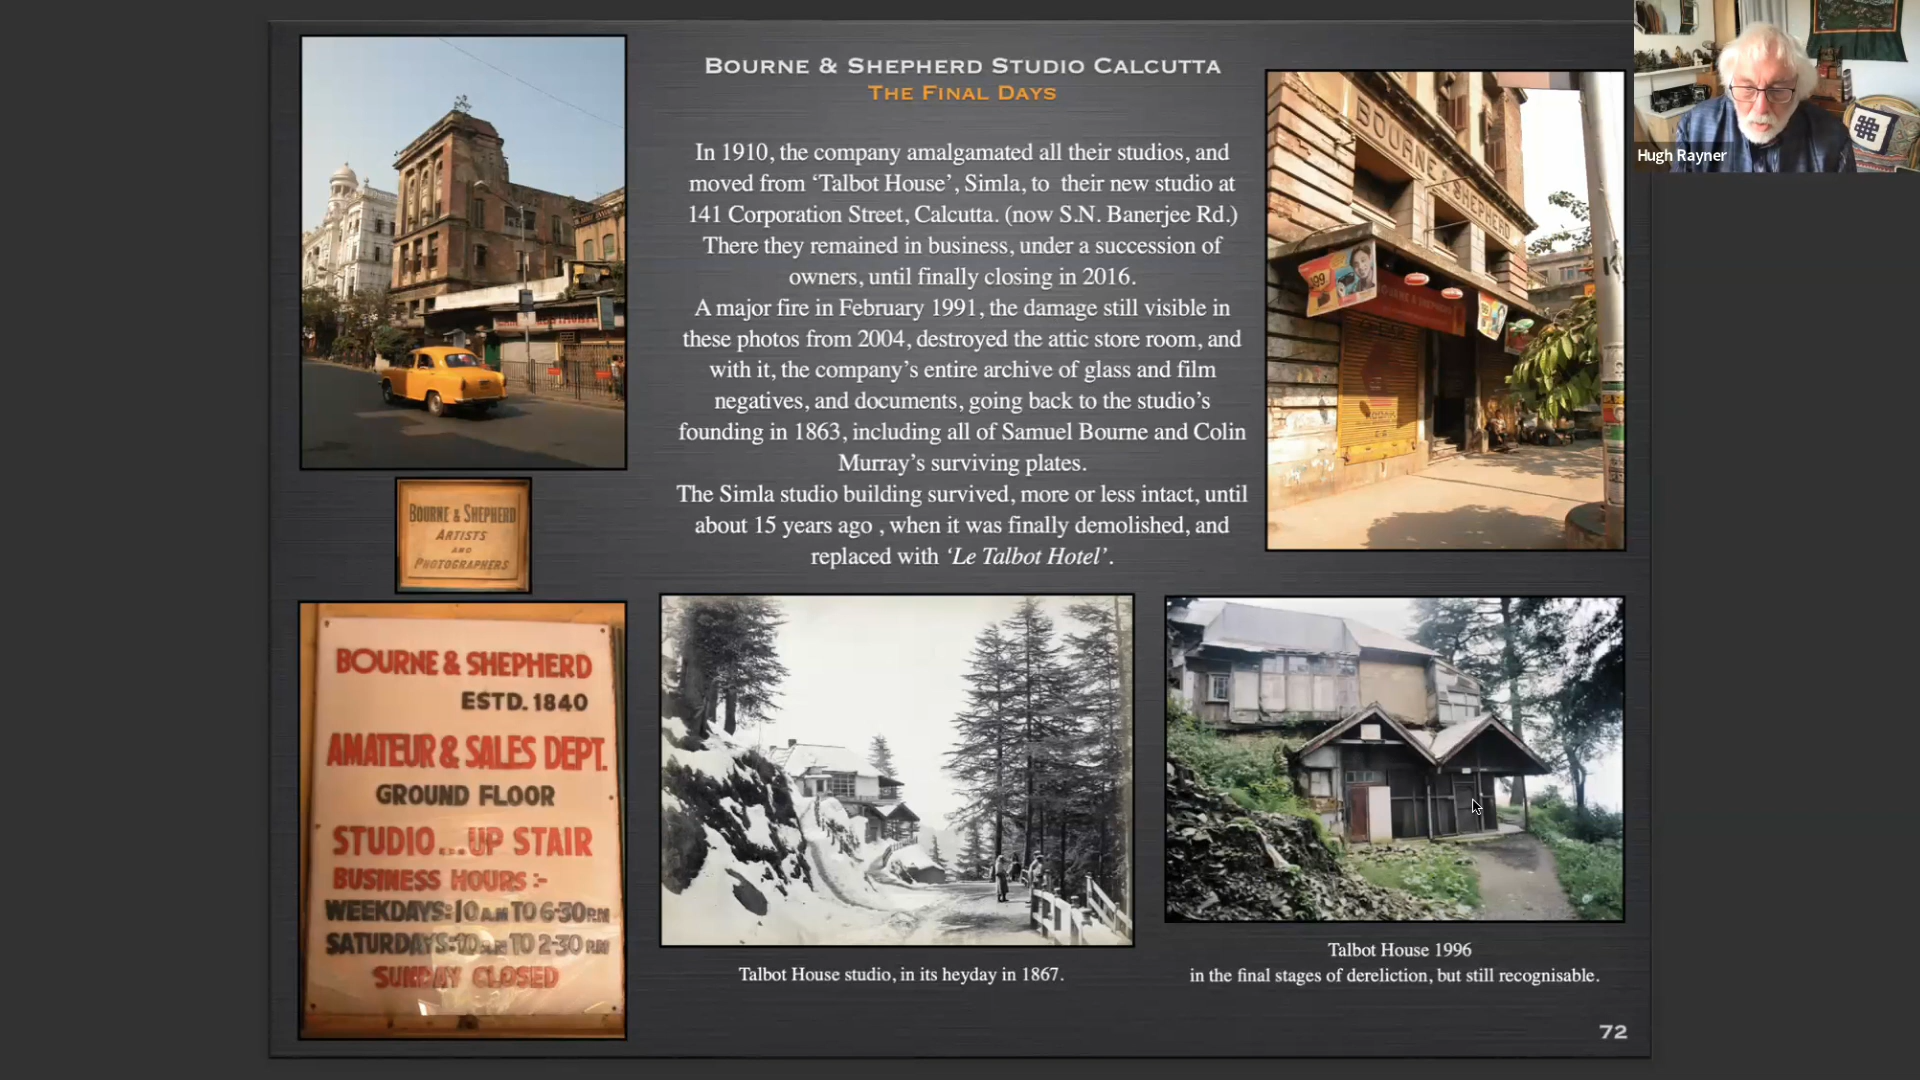 BOURNE & SHEPHERD STUDIO CALCUTTA
THE FINAL DAYS
In 1910, the company amalgamated all their studios, and
moved from ‘Talbot House’, Simla, to their new studio at
141 Corporation Street, Calcutta. (now S.N. Banerjee Rd.)
There they remained in business, under a succession of
owners, until finally closing in 2016.
A major fire in February 1991, the damage still visible in
these photos from 2004, destroyed the attic store room, and
with it, the company’s entire archive of glass and film
negatives, and documents, going back to the studio’s
founding in 1863, including all of Samuel Bourne and Colin
Murray’s surviving plates.
The Simla studio building survived, more or less intact, until
about 15 years ago , when it was finally demolished, and
replaced with ‘Le Talbot Hotel’.
BOURNE & SHEPHERD
99
BOURNE & SHEPHERD
KODAK
Hugh Rayner
BOURNE & SHEPHERD
ARTISTS
AND
PHOTOGRAPHERS
BOURNE & SHEPHERD
ESTD. 1840
AMATEUR & SALES DEPT.
GROUND FLOOR
STUDIO...UP STAIR
BUSINESS HOURS :-
WEEKDAYS:10 AM TO 6-30 PM
SATURDAYS:10 AM TO 2-30 PM
SUNDAY CLOSED
Talbot House studio, in its heyday in 1867.
Talbot House 1996
in the final stages of dereliction, but still recognisable.
72